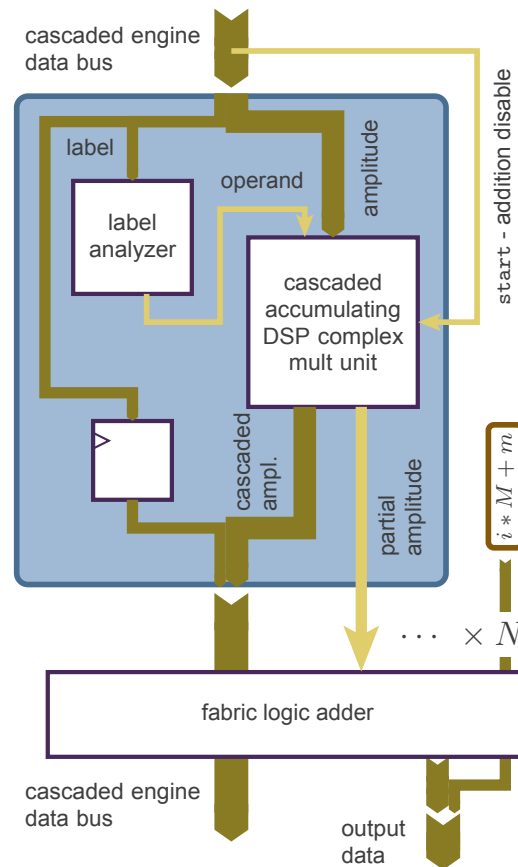 cascaded engine
data bus
label
operand
amplitude
start - addition disable
label
analyzer
cascaded
accumulating
DSP complex
mult unit
cascaded
ampl.
partial
amplitude
i * M + m
··· × N
fabric logic adder
cascaded engine
data bus
output
data